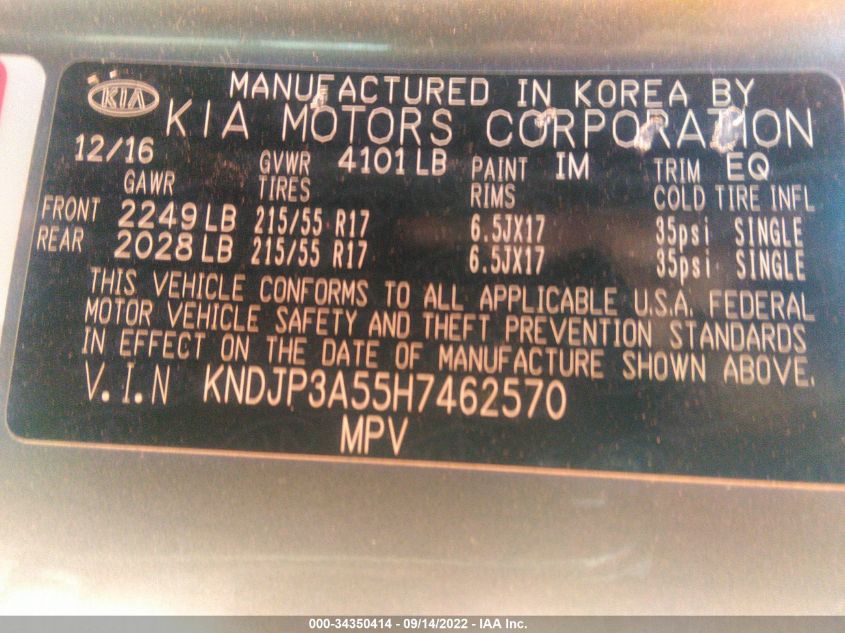 MANUFACTURED IN KOREA BY
KIA KIA MOTORS CORPORATION
12/16 GVWR 4101 LB PAINT IM TRIM EQ
GAWR TIRES RIMS COLD TIRE INFL
FRONT 2249 LB 215/55 R17 6.5JX17 35psi SINGLE
REAR 2028 LB 215/55 R17 6.5JX17 35psi SINGLE
THIS VEHICLE CONFORMS TO ALL APPLICABLE U.S.A. FEDERAL
MOTOR VEHICLE SAFETY AND THEFT PREVENTION STANDARDS
IN EFFECT ON THE DATE OF MANUFACTURE SHOWN ABOVE.
V.I.N KNDJP3A55H7462570
MPV
000-34350414 - 09/14/2022 - IAA Inc.